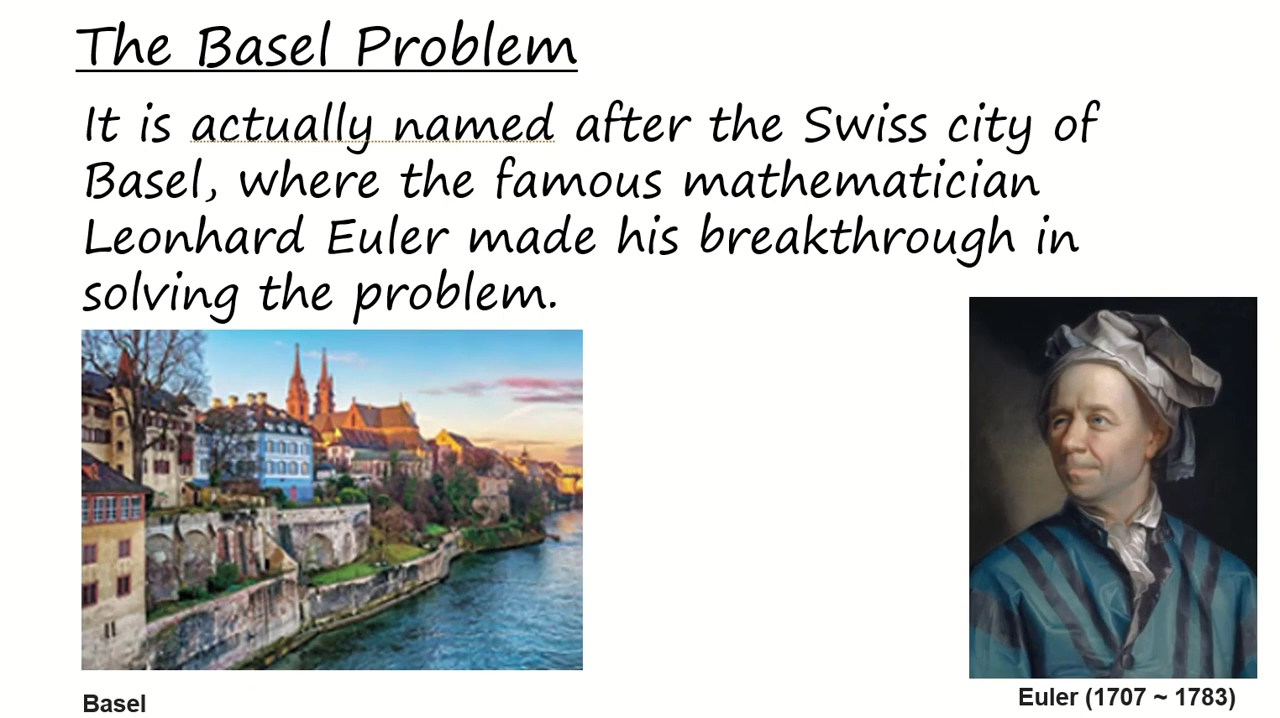 The Basel Problem
It is actually named after the Swiss city of
Basel, where the famous mathematician
Leonhard Euler made his breakthrough in
solving the problem.
Basel
Euler (1707 ~ 1783)